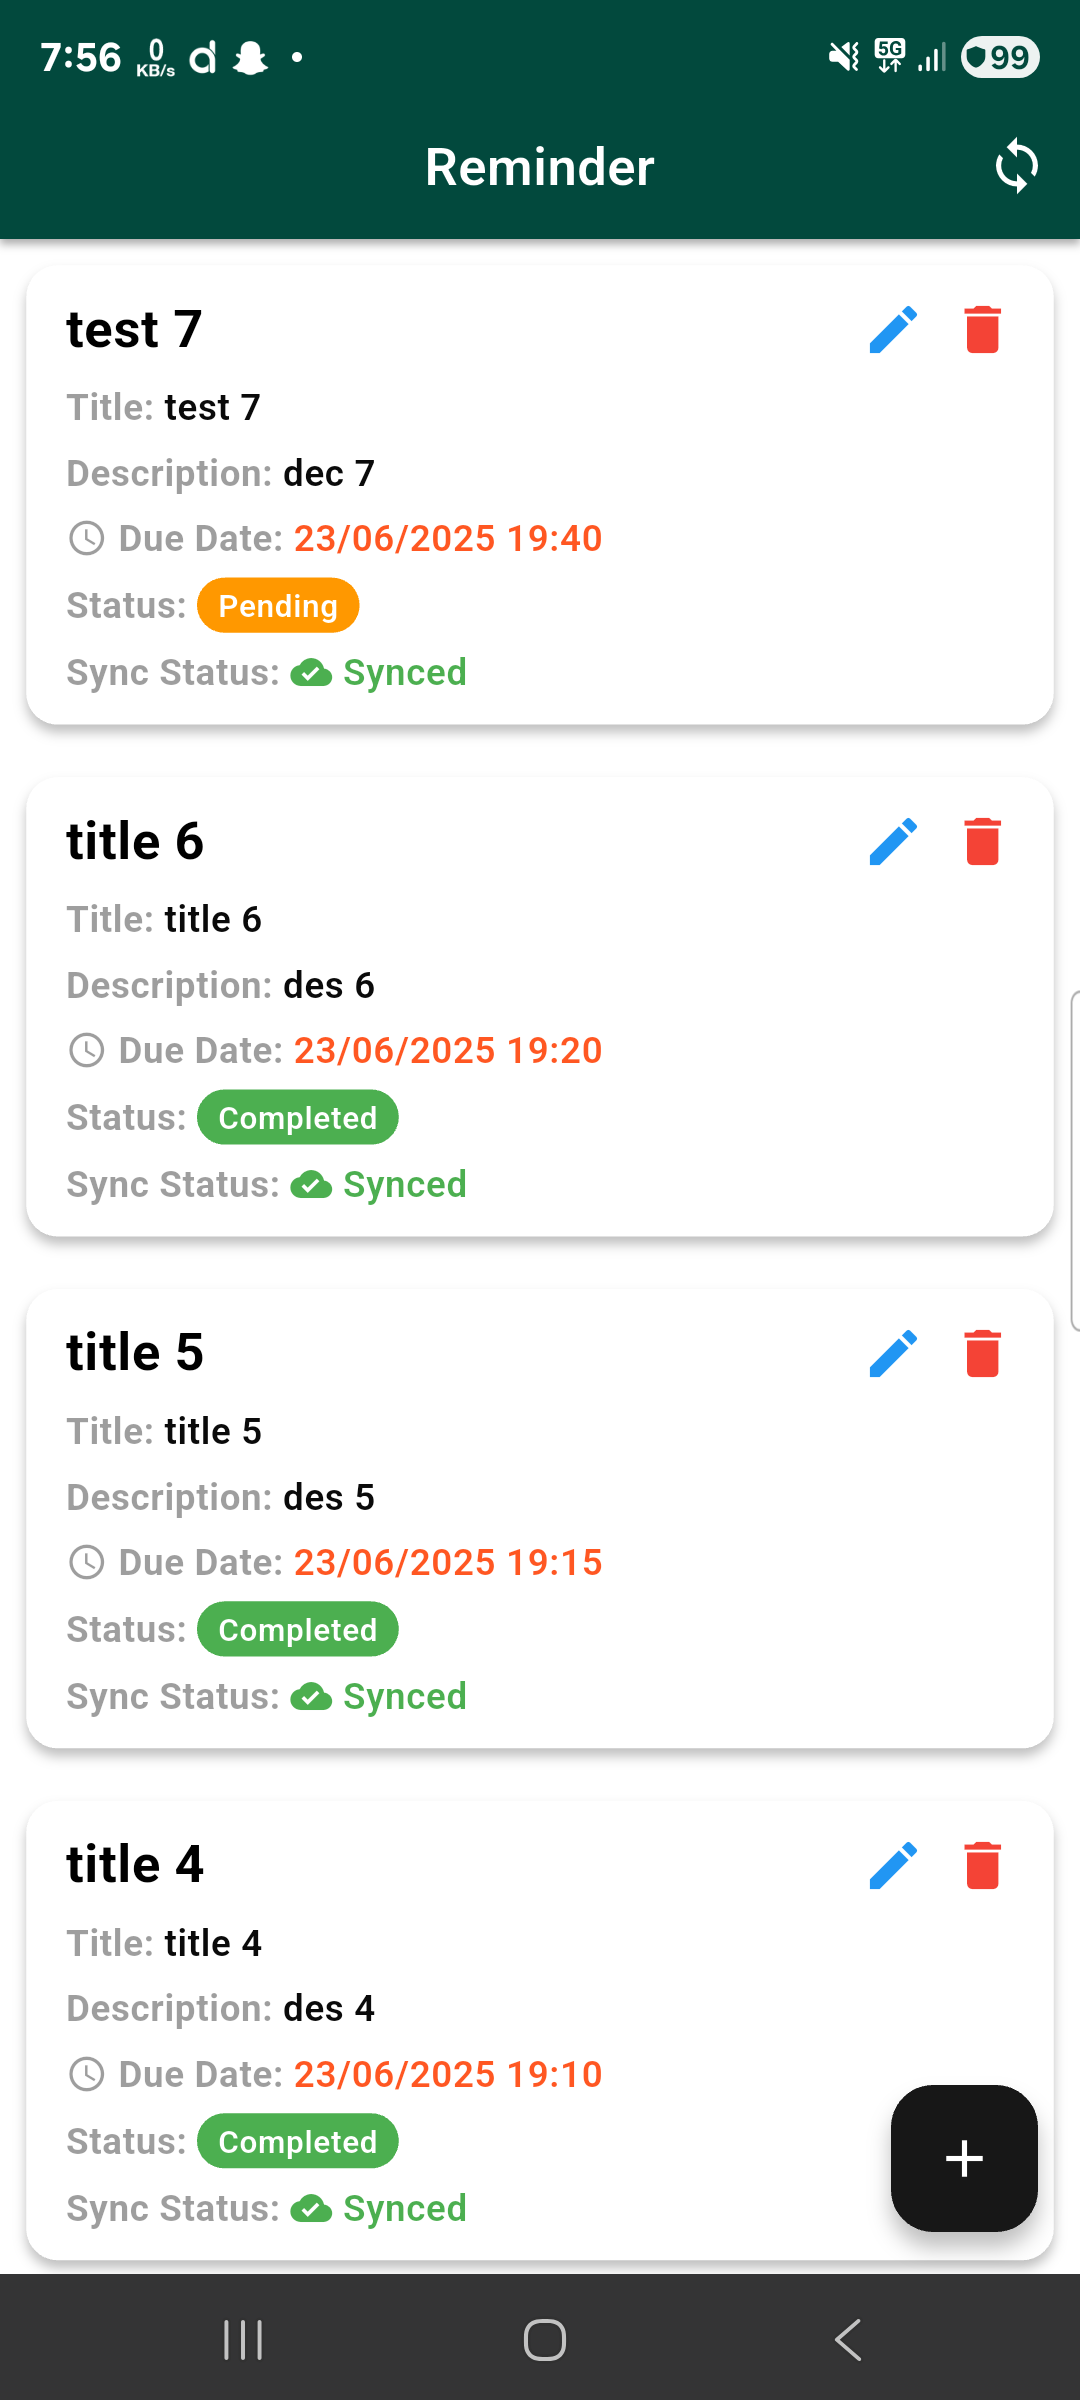 7:56 0 KB/s d 5G 99
Reminder
test 7
Title: test 7
Description: dec 7
Due Date: 23/06/2025 19:40
Status: Pending
Sync Status: Synced
title 6
Title: title 6
Description: des 6
Due Date: 23/06/2025 19:20
Status: Completed
Sync Status: Synced
title 5
Title: title 5
Description: des 5
Due Date: 23/06/2025 19:15
Status: Completed
Sync Status: Synced
title 4
Title: title 4
Description: des 4
Due Date: 23/06/2025 19:10
Status: Completed
Sync Status: Synced